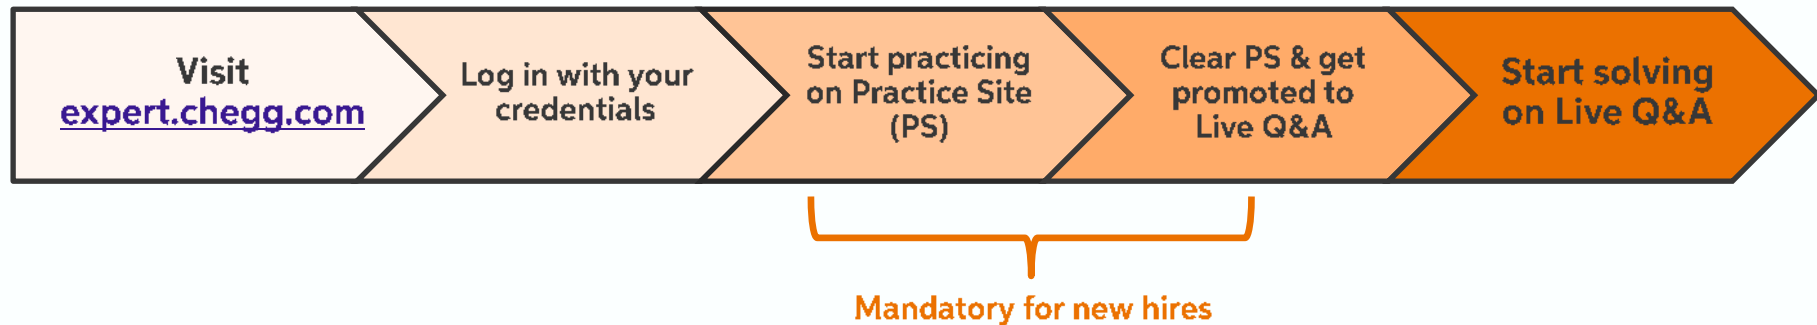 Visit
expert.chegg.com
Log in with your
credentials
Start practicing
on Practice Site
(PS)
Clear PS & get
promoted to
Live Q&A
Start solving
on Live Q&A
Mandatory for new hires